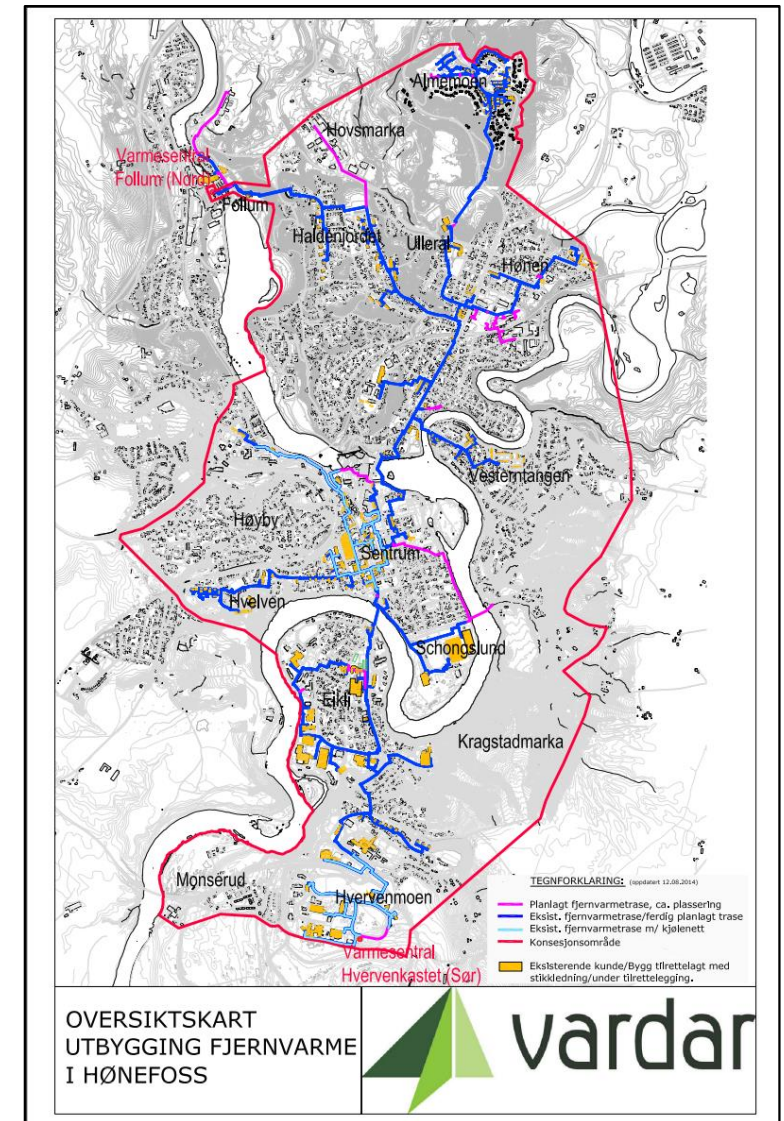 Almemoen
Hovsmarka
Varmesentral
Follum (Nord)
Follum
Haldenjordet
Ullerål
Hønen
Vesterntangen
Høyby
Sentrum
Hvelven
Schongslund
Eikli
Kragstadmarka
Monserud
Hvervenmoen
Varmesentral
Hvervenkastet (Sør)
TEGNFORKLARING: (oppdatert 12.08.2014)
Planlagt fjernvarmetrase, ca. plassering
Eksist. fjernvarmetrase/ferdig planlagt trase
Eksist. fjernvarmetrase m/ kjølenett
Konsesjonsområde
Eksisterende kunde/Bygg tilrettelagt med
stikkledning/under tilrettelegging.
OVERSIKTSKART
UTBYGGING FJERNVARME
I HØNEFOSS
vardar